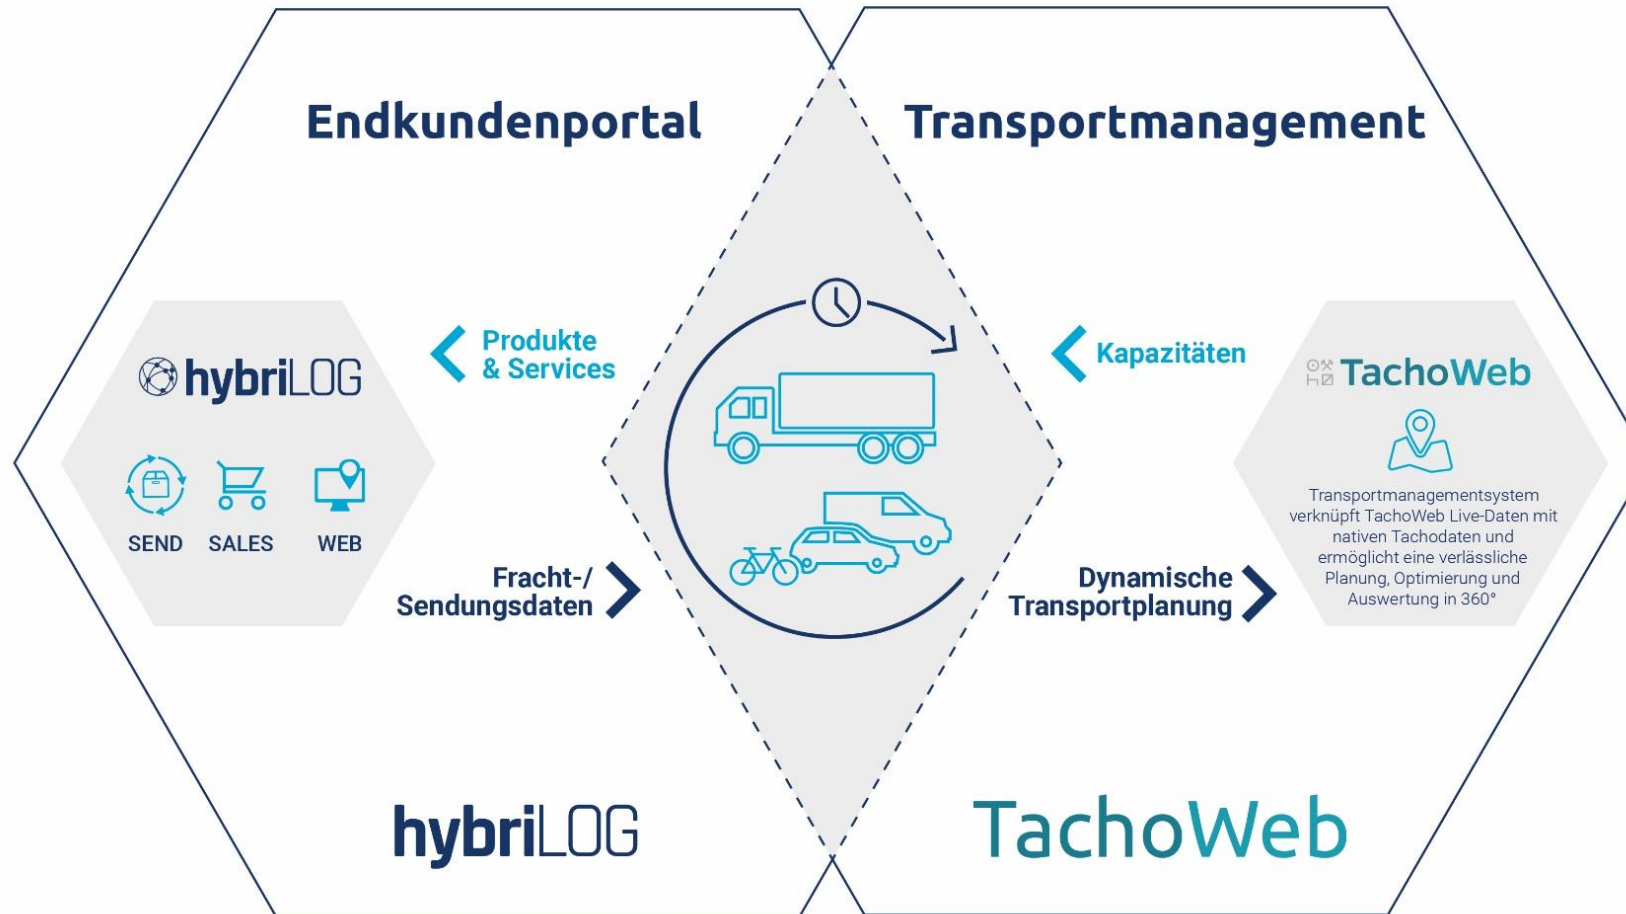 Endkundenportal
Transportmanagement
hybriLOG
SEND
SALES
WEB
Produkte
& Services
Fracht-/
Sendungsdaten
Kapazitäten
Dynamische
Transportplanung
TachoWeb
Transportmanagementsystem
verknüpft TachoWeb Live-Daten mit
nativen Tachodaten und
ermöglicht eine verlässliche
Planung, Optimierung und
Auswertung in 360°
hybriLOG
TachoWeb